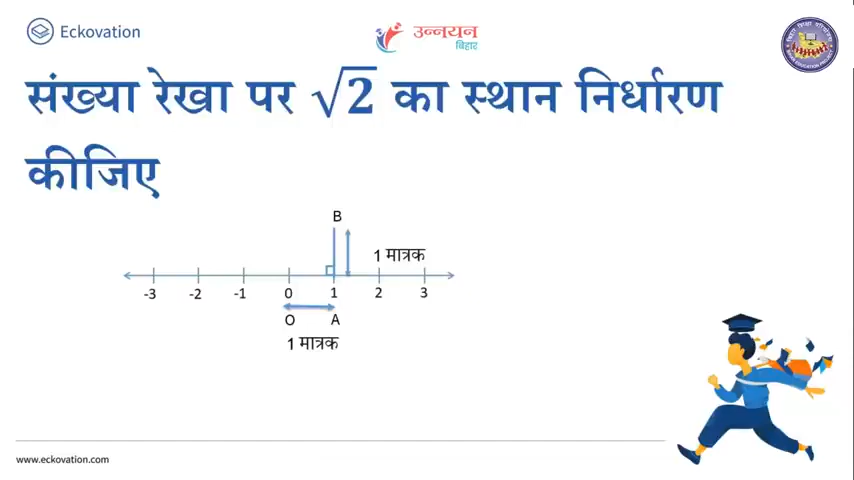 Eckovation
उन्नयन
बिहार
संख्या रेखा पर √2 का स्थान निर्धारण
कीजिए
B
1 मात्रक
-3 -2 -1 0 1 2 3
O A
1 मात्रक
www.eckovation.com